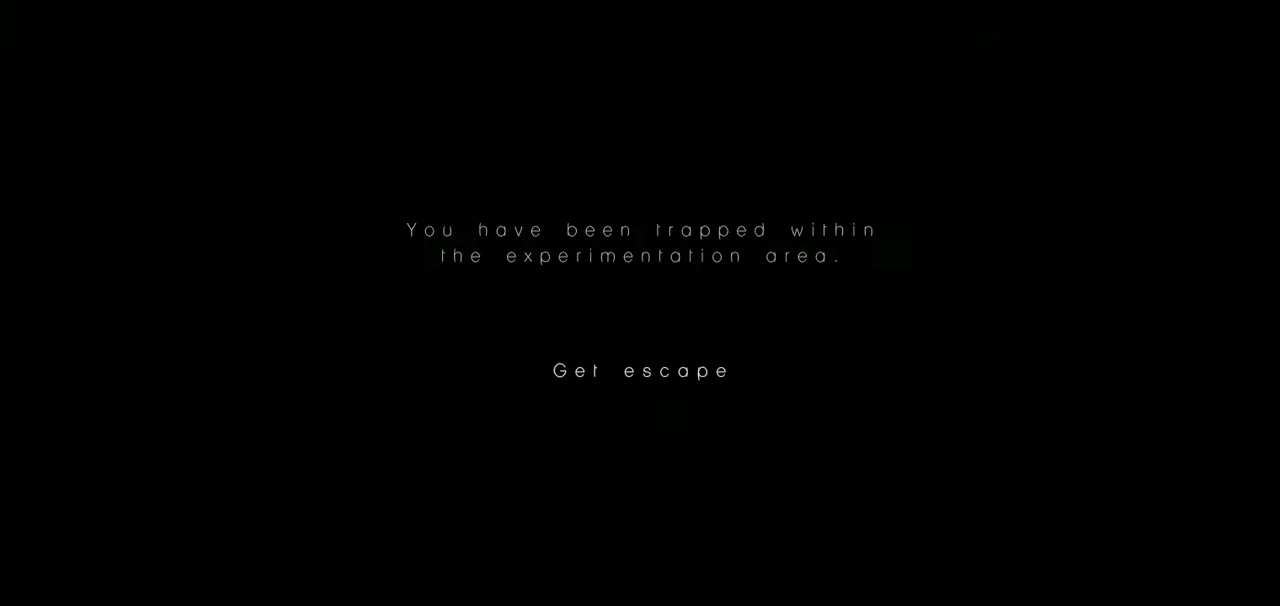 You have been trapped within
the experimentation area.
Get escape